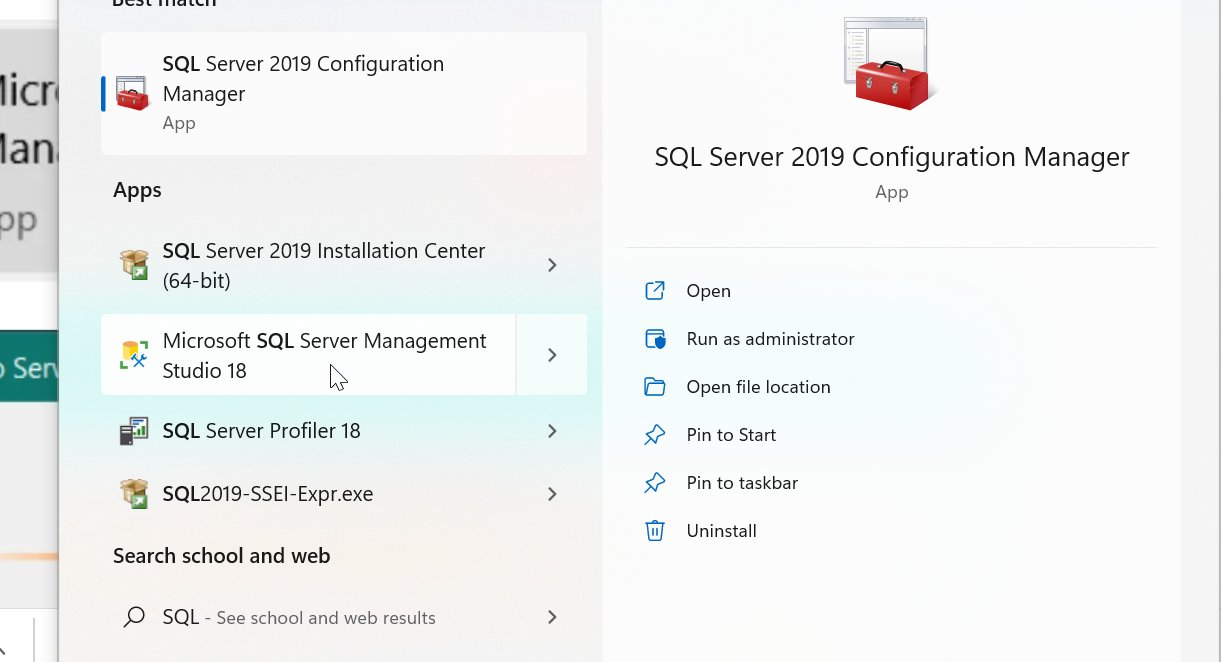 Best match
SQL Server 2019 Configuration
Manager
App
Apps
SQL Server 2019 Installation Center
(64-bit)
Microsoft SQL Server Management
Studio 18
SQL Server Profiler 18
SQL2019-SSEI-Expr.exe
Search school and web
SQL - See school and web results
SQL Server 2019 Configuration Manager
App
Open
Run as administrator
Open file location
Pin to Start
Pin to taskbar
Uninstall